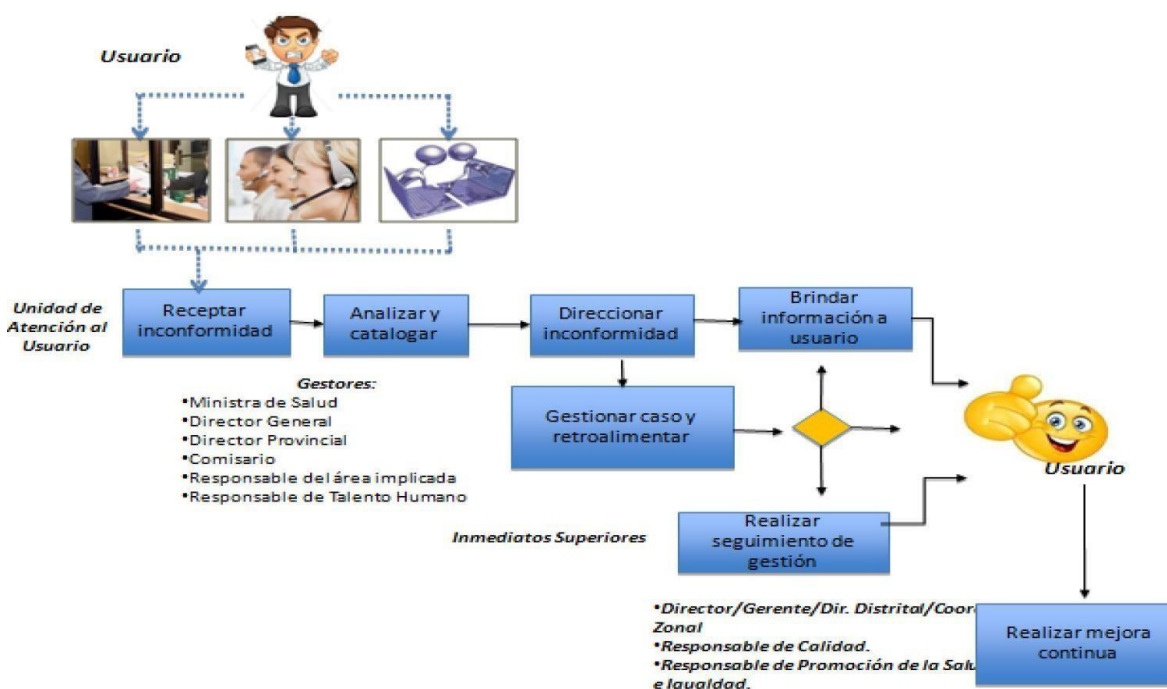 Usuario
Unidad de
Atención al
Usuario
Receptar
inconformidad
Analizar y
catalogar
Direccionar
inconformidad
Brindar
información a
usuario
Gestores:
•Ministra de Salud
•Director General
•Director Provincial
•Comisario
•Responsable del área implicada
•Responsable de Talento Humano
Gestionar caso y
retroalimentar
Usuario
Inmediatos Superiores
Realizar
seguimiento de
gestión
•Director/Gerente/Dir. Distrital/Coor
Zonal
•Responsable de Calidad.
•Responsable de Promoción de la Salu
e Igualdad.
Realizar mejora
continua